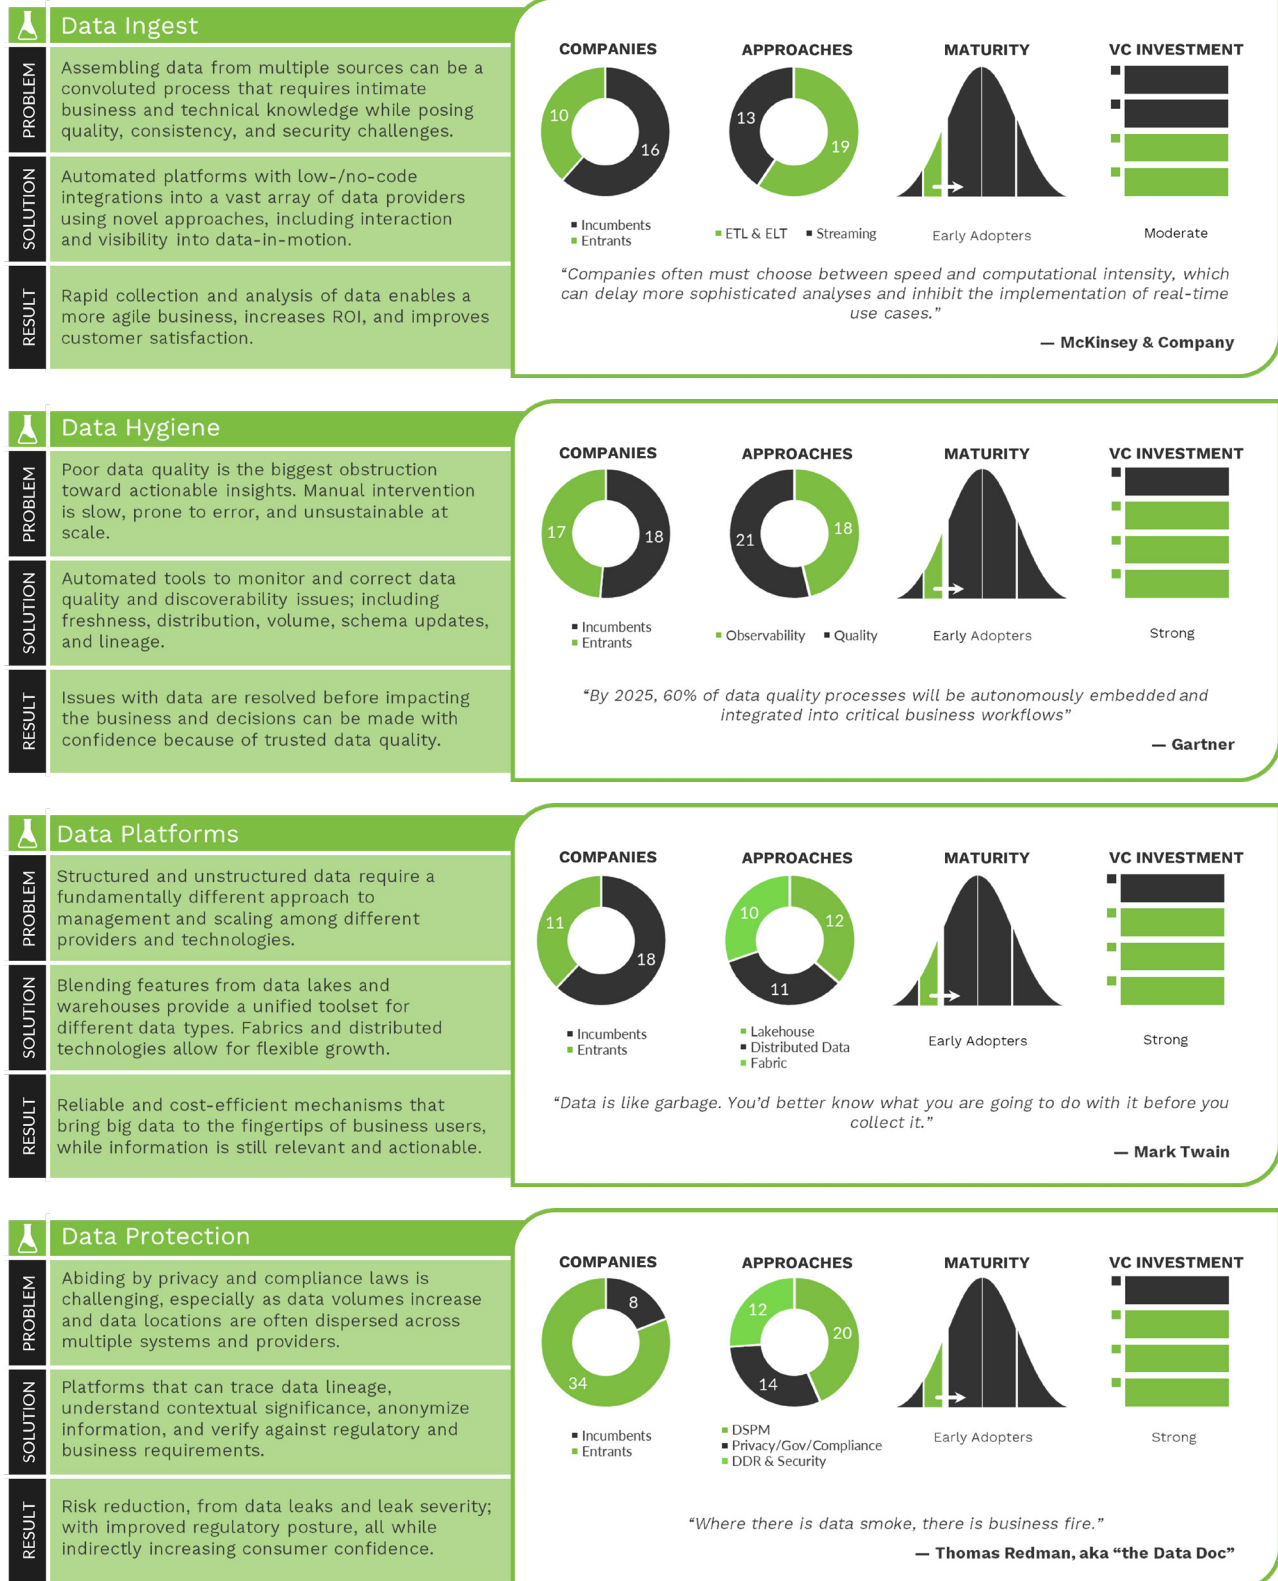 Data Ingest
PROBLEM
Assembling data from multiple sources can be a
convoluted process that requires intimate
business and technical knowledge while posing
quality, consistency, and security challenges.
SOLUTION
Automated platforms with low-/no-code
integrations into a vast array of data providers
using novel approaches, including interaction
and visibility into data-in-motion.
RESULT
Rapid collection and analysis of data enables a
more agile business, increases ROI, and improves
customer satisfaction.
COMPANIES
10
16
Incumbents
Entrants
APPROACHES
13
19
ETL & ELT Streaming
MATURITY
Early Adopters
VC INVESTMENT
Moderate
“Companies often must choose between speed and computational intensity, which
can delay more sophisticated analyses and inhibit the implementation of real-time
use cases.”
— McKinsey & Company
Data Hygiene
PROBLEM
Poor data quality is the biggest obstruction
toward actionable insights. Manual intervention
is slow, prone to error, and unsustainable at
scale.
SOLUTION
Automated tools to monitor and correct data
quality and discoverability issues; including
freshness, distribution, volume, schema updates,
and lineage.
RESULT
Issues with data are resolved before impacting
the business and decisions can be made with
confidence because of trusted data quality.
COMPANIES
17
18
Incumbents
Entrants
APPROACHES
21
18
Observability Quality
MATURITY
Early Adopters
VC INVESTMENT
Strong
“By 2025, 60% of data quality processes will be autonomously embedded and
integrated into critical business workflows”
— Gartner
Data Platforms
PROBLEM
Structured and unstructured data require a
fundamentally different approach to
management and scaling among different
providers and technologies.
SOLUTION
Blending features from data lakes and
warehouses provide a unified toolset for
different data types. Fabrics and distributed
technologies allow for flexible growth.
RESULT
Reliable and cost-efficient mechanisms that
bring big data to the fingertips of business users,
while information is still relevant and actionable.
COMPANIES
11
18
Incumbents
Entrants
APPROACHES
10
12
11
Lakehouse
Distributed Data
Fabric
MATURITY
Early Adopters
VC INVESTMENT
Strong
“Data is like garbage. You’d better know what you are going to do with it before you
collect it.”
— Mark Twain
Data Protection
PROBLEM
Abiding by privacy and compliance laws is
challenging, especially as data volumes increase
and data locations are often dispersed across
multiple systems and providers.
SOLUTION
Platforms that can trace data lineage,
understand contextual significance, anonymize
information, and verify against regulatory and
business requirements.
RESULT
Risk reduction, from data leaks and leak severity;
with improved regulatory posture, all while
indirectly increasing consumer confidence.
COMPANIES
8
34
Incumbents
Entrants
APPROACHES
12
20
14
DSPM
Privacy/Gov/Compliance
DDR & Security
MATURITY
Early Adopters
VC INVESTMENT
Strong
“Where there is data smoke, there is business fire.”
— Thomas Redman, aka “the Data Doc”